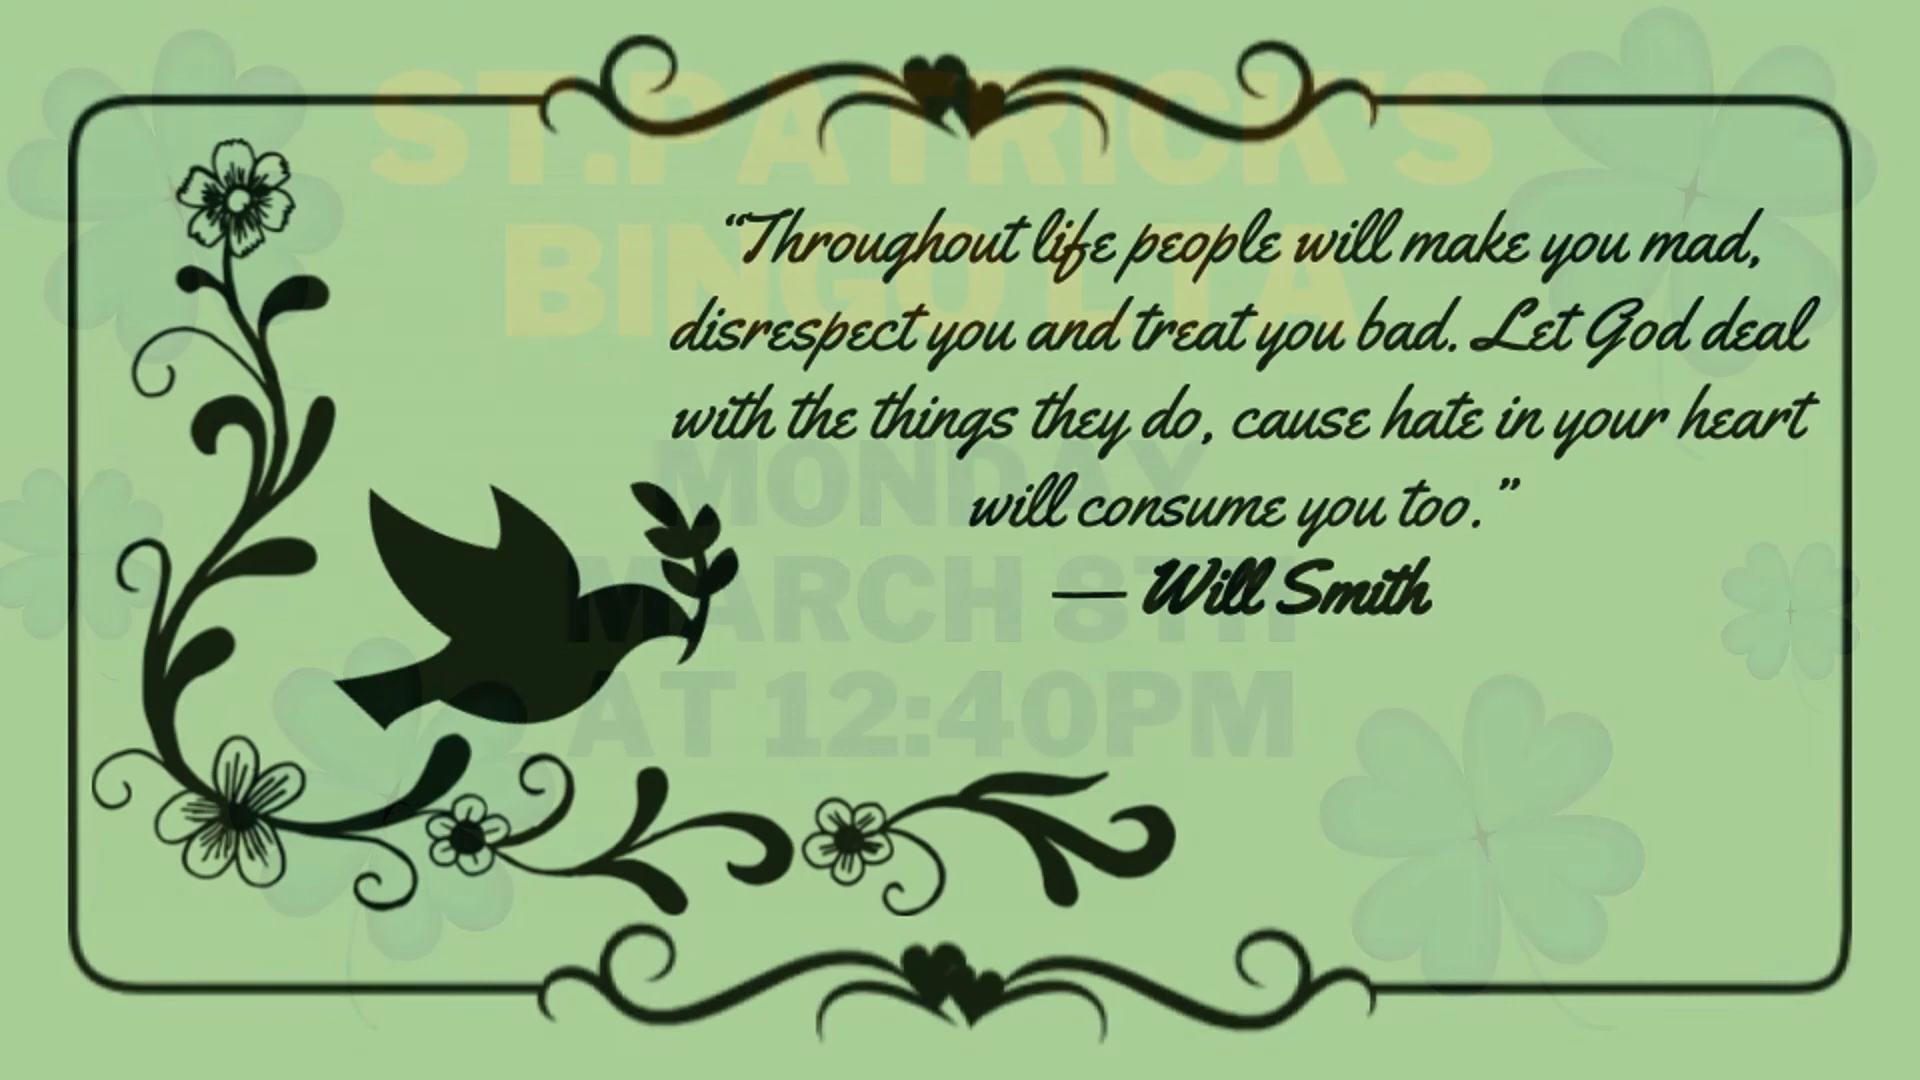 ST.PATRICK'S
BINGO LTA
“Throughout life people will make you mad,
disrespect you and treat you bad. Let God deal
with the things they do, cause hate in your heart
will consume you too.”
— Will Smith
MONDAY
MARCH 8TH
AT 12:40PM